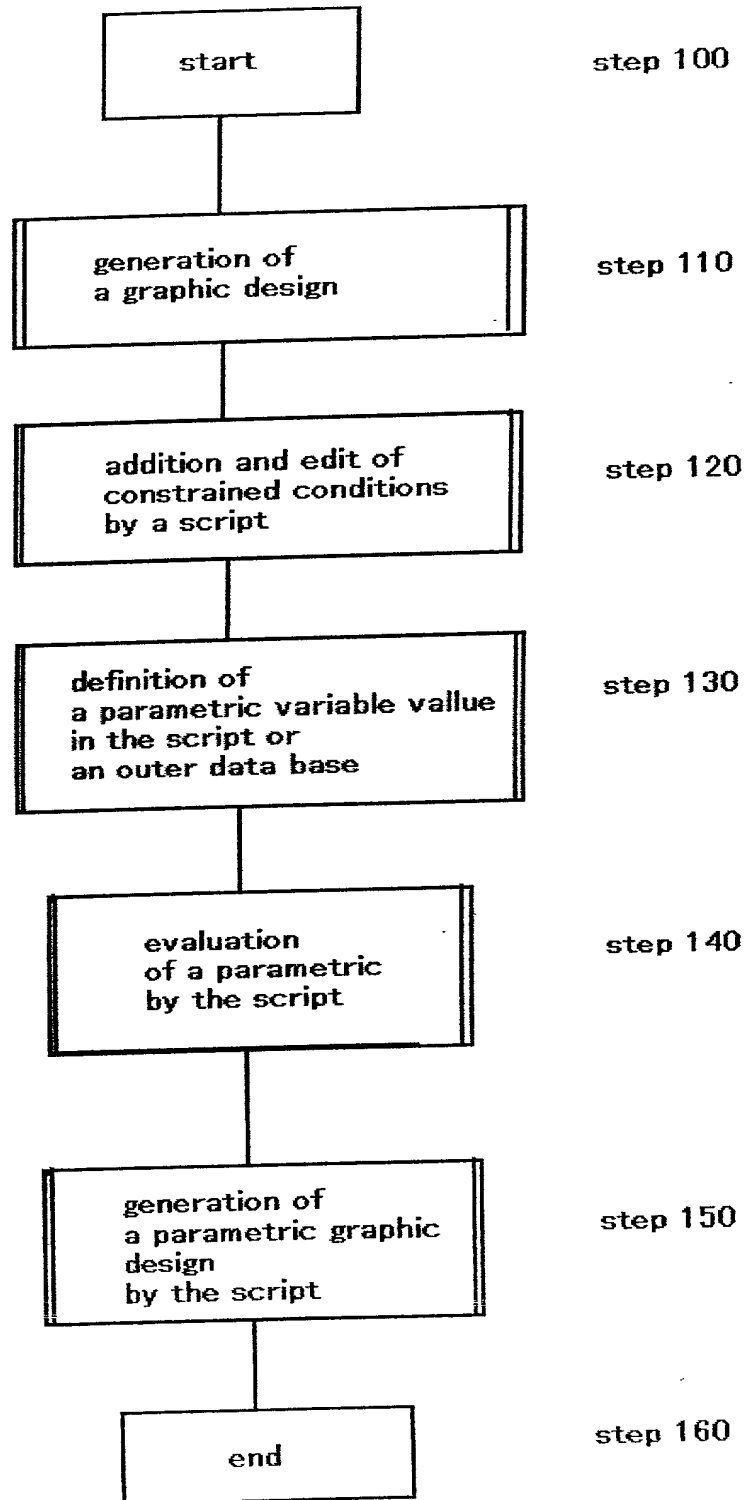 start
step 100
generation of
a graphic design
step 110
addition and edit of
constrained conditions
by a script
step 120
definition of
a parametric variable vallue
in the script or
an outer data base
step 130
evaluation
of a parametric
by the script
step 140
generation of
a parametric graphic
design
by the script
step 150
end
step 160